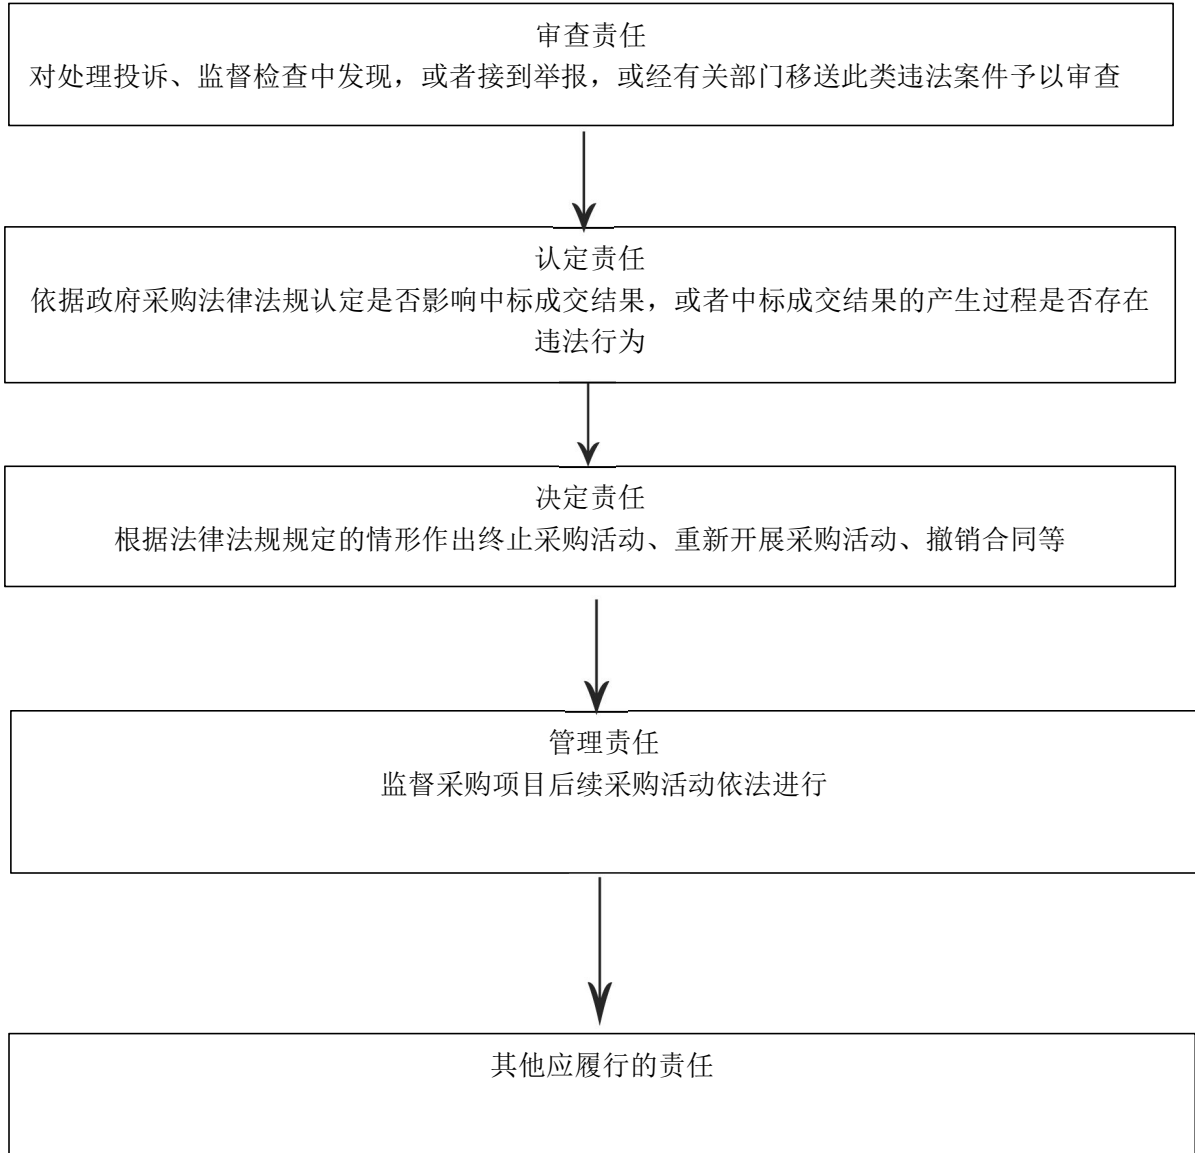 审查责任
对处理投诉、监督检查中发现，或者接到举报，或经有关部门移送此类违法案件予以审查
认定责任
依据政府采购法律法规认定是否影响中标成交结果，或者中标成交结果的产生过程是否存在
违法行为
决定责任
根据法律法规规定的情形作出终止采购活动、重新开展采购活动、撤销合同等
管理责任
监督采购项目后续采购活动依法进行
其他应履行的责任